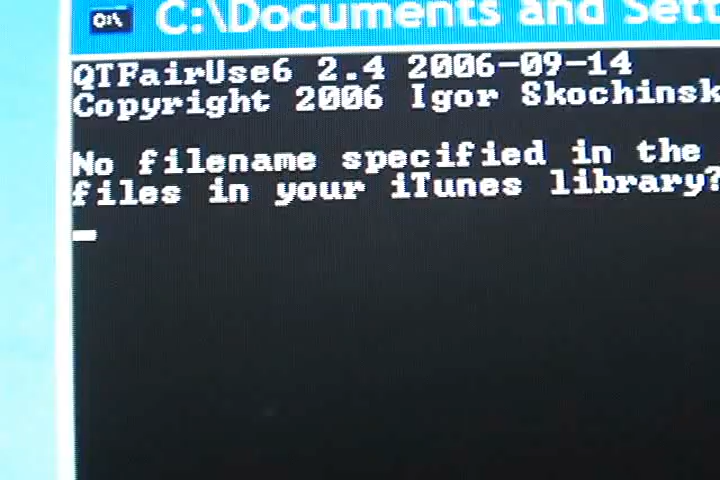 C:\Documents and Sett
QTFairUse6 2.4 2006-09-14
Copyright 2006 Igor Skochinsk
No filename specified in the
files in your iTunes library?